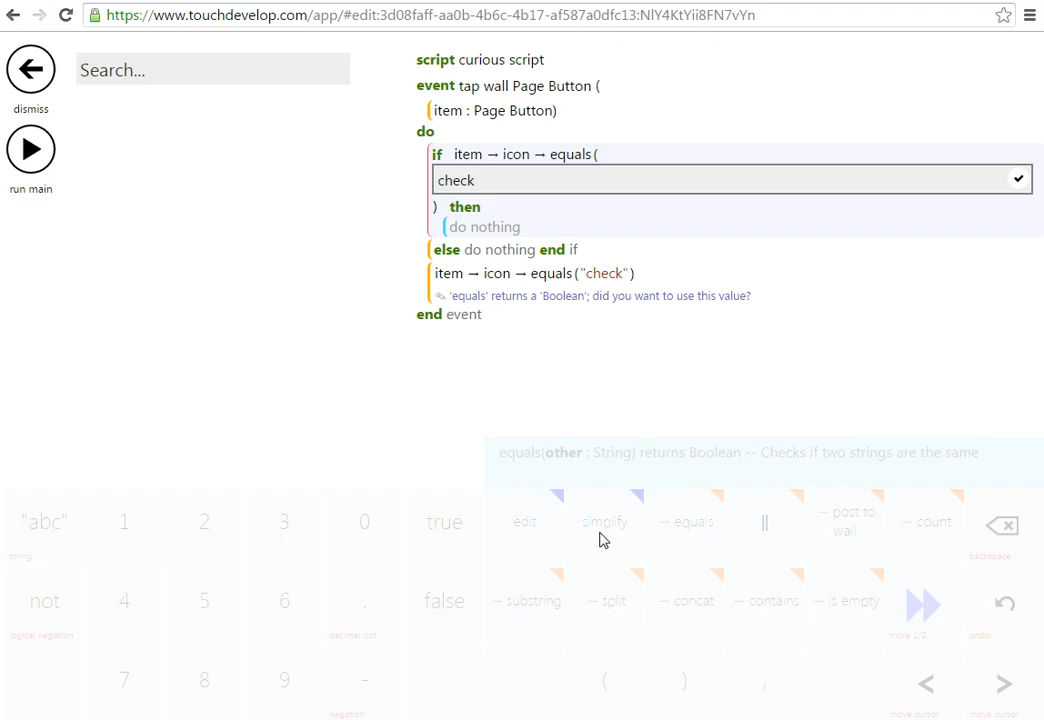 https://www.touchdevelop.com/app/#edit:3d08faff-aa0b-4b6c-4b17-af587a0dfc13:NlY4KtYii8FN7vYn
dismiss
run main
Search...
script curious script
event tap wall Page Button (
item : Page Button)
do
if item → icon → equals(
check
) then
do nothing
else do nothing end if
item → icon → equals("check")
'equals' returns a 'Boolean'; did you want to use this value?
end event
equals(other : String) returns Boolean -- Checks if two strings are the same
"abc" 1 2 3 0 true edit simplify → equals || → post to wall → count
string backspace
not 4 5 6 . false → substring → split → concat → contains → is empty
logical negation decimal dot more 1/2 undo
7 8 9 - ( ) , < >
negation move cursor move cursor